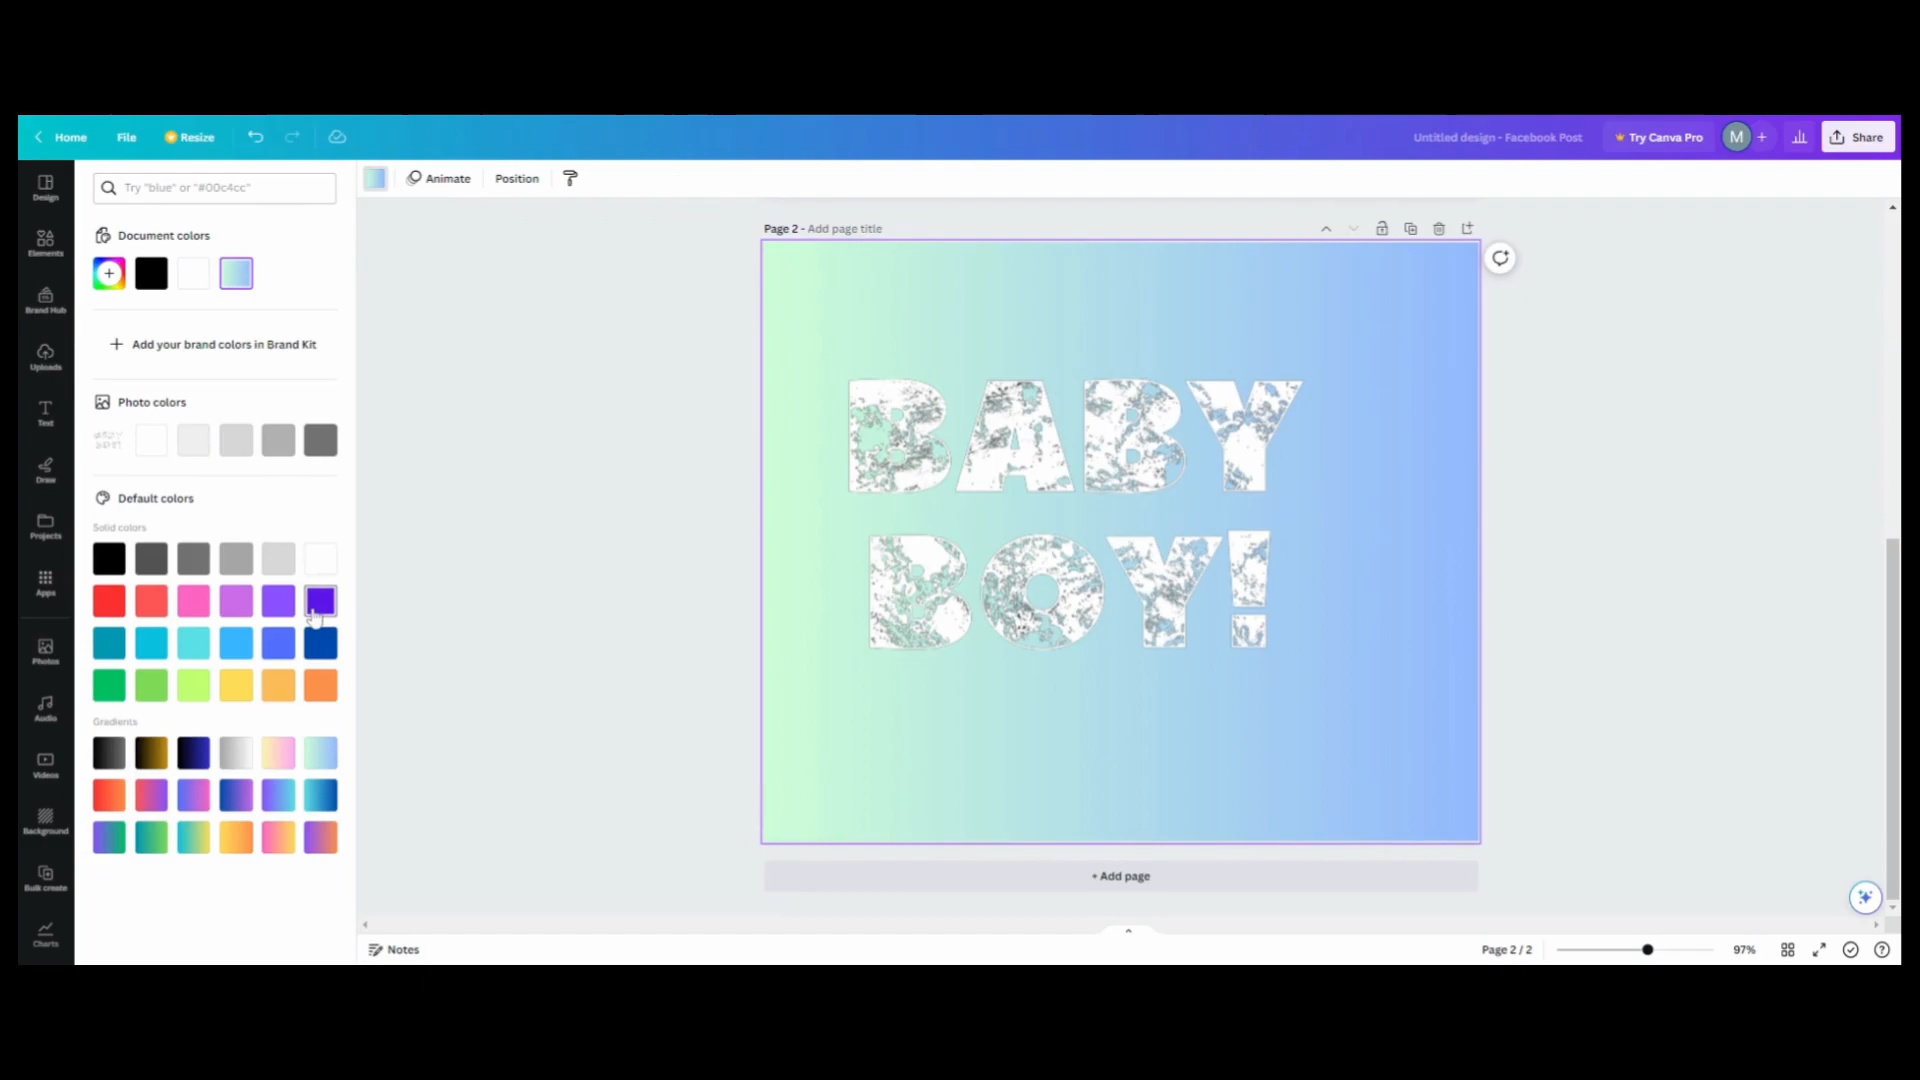 Home File Resize
Untitled design - Facebook Post Try Canva Pro M + Share
Design
Elements
Brand Hub
Uploads
Text
Draw
Projects
Apps
Photos
Audio
Videos
Background
Bulk create
Charts
Try "blue" or "#00c4cc"
Document colors
Add your brand colors in Brand Kit
Photo colors
Default colors
Solid colors
Gradients
Animate Position
Page 2 - Add page title
BABY
BOY!
+ Add page
Notes
Page 2 / 2 97%